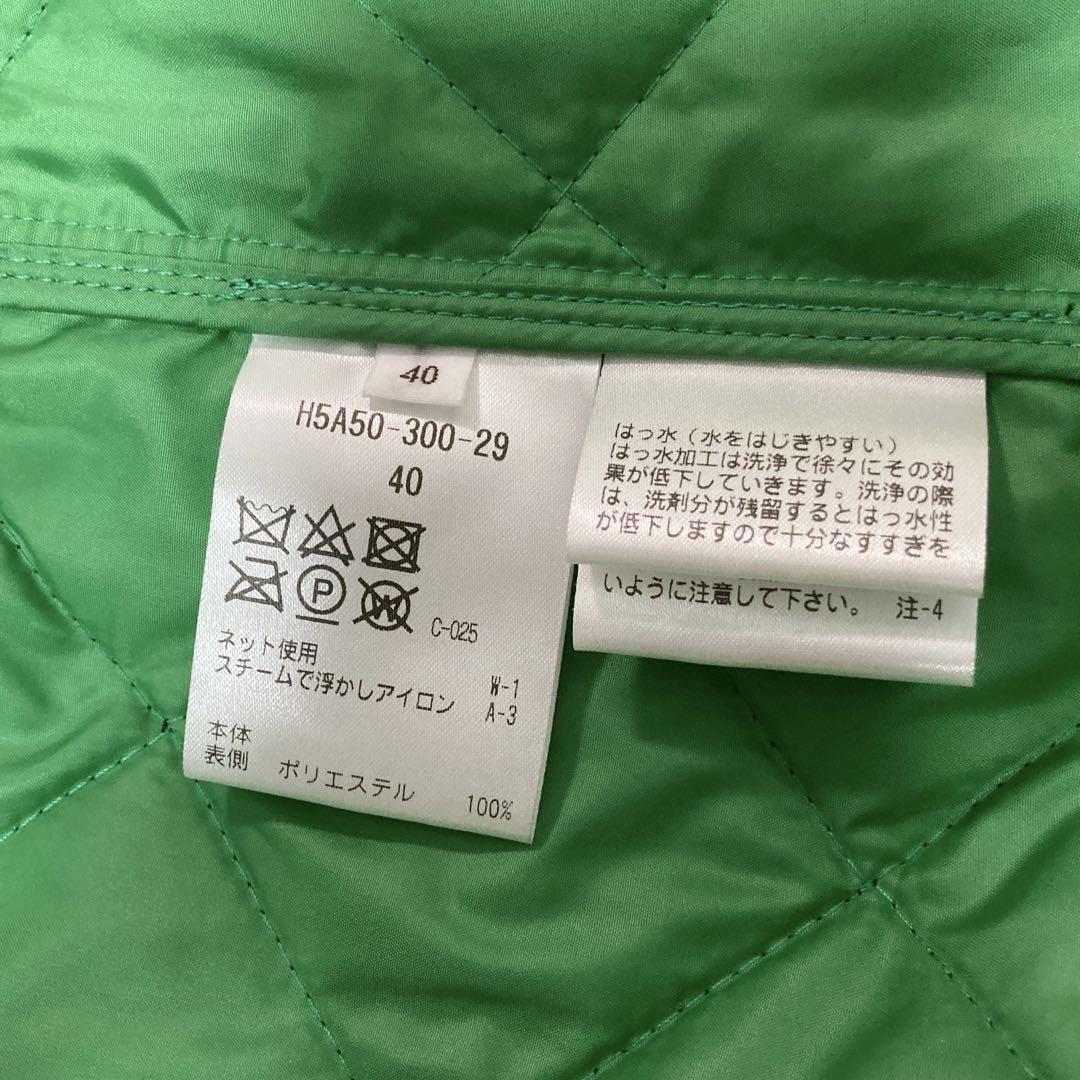 40
H5A50-300-29
40
P
W
C-025
ネット使用
スチームで浮かしアイロン
W-1
A-3
本体
表側 ポリエステル 100%
はっ水（水をはじきやすい）
はっ水加工は洗浄で徐々にその効
果が低下していきます。洗浄の際
は、洗剤分が残留するとはっ水性
が低下しますので十分なすすぎを
いように注意して下さい。 注-4